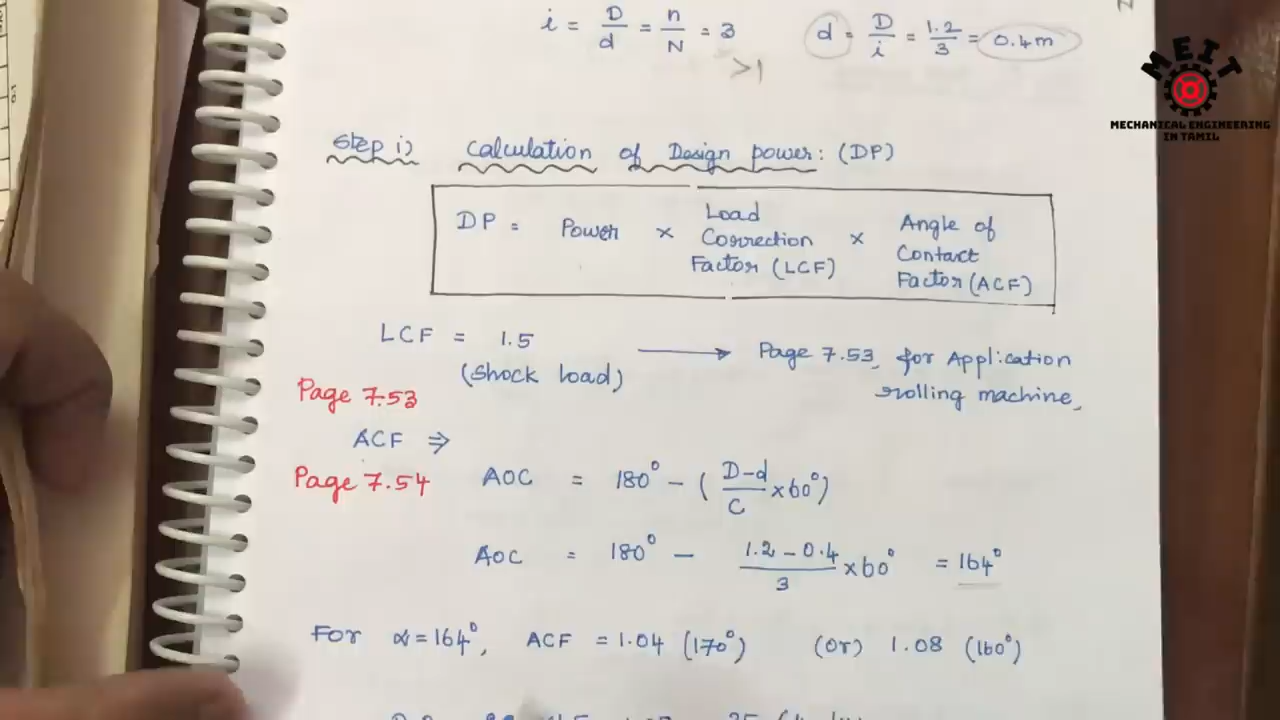 i = D/d = n/N = 3    d = D/i = 1.2/3 = 0.4m
>1
MEIT
MECHANICAL ENGINEERING
IN TAMIL
Step i) Calculation of Design power: (DP)
DP = Power × Load Correction Factor (LCF) × Angle of Contact Factor (ACF)
LCF = 1.5 → Page 7.53, for Application
(Shock load) rolling machine,
Page 7.53
ACF ⇒
Page 7.54 AOC = 180° - (D-d/C × 60°)
AOC = 180° - 1.2 - 0.4/3 × 60° = 164°
For α = 164°, ACF = 1.04 (170°) (or) 1.08 (160°)